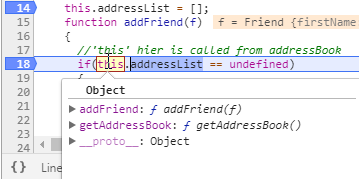 14 this.addressList = [];
15 function addFriend(f) f = Friend {firstName
16 {
17 //'this' hier is called from addressBook
18 if(this.addressList == undefined)
19 {
Object
▶ addFriend: ƒ addFriend(f)
▶ getAddressBook: ƒ getAddressBook()
▶ __proto__: Object
{} Line